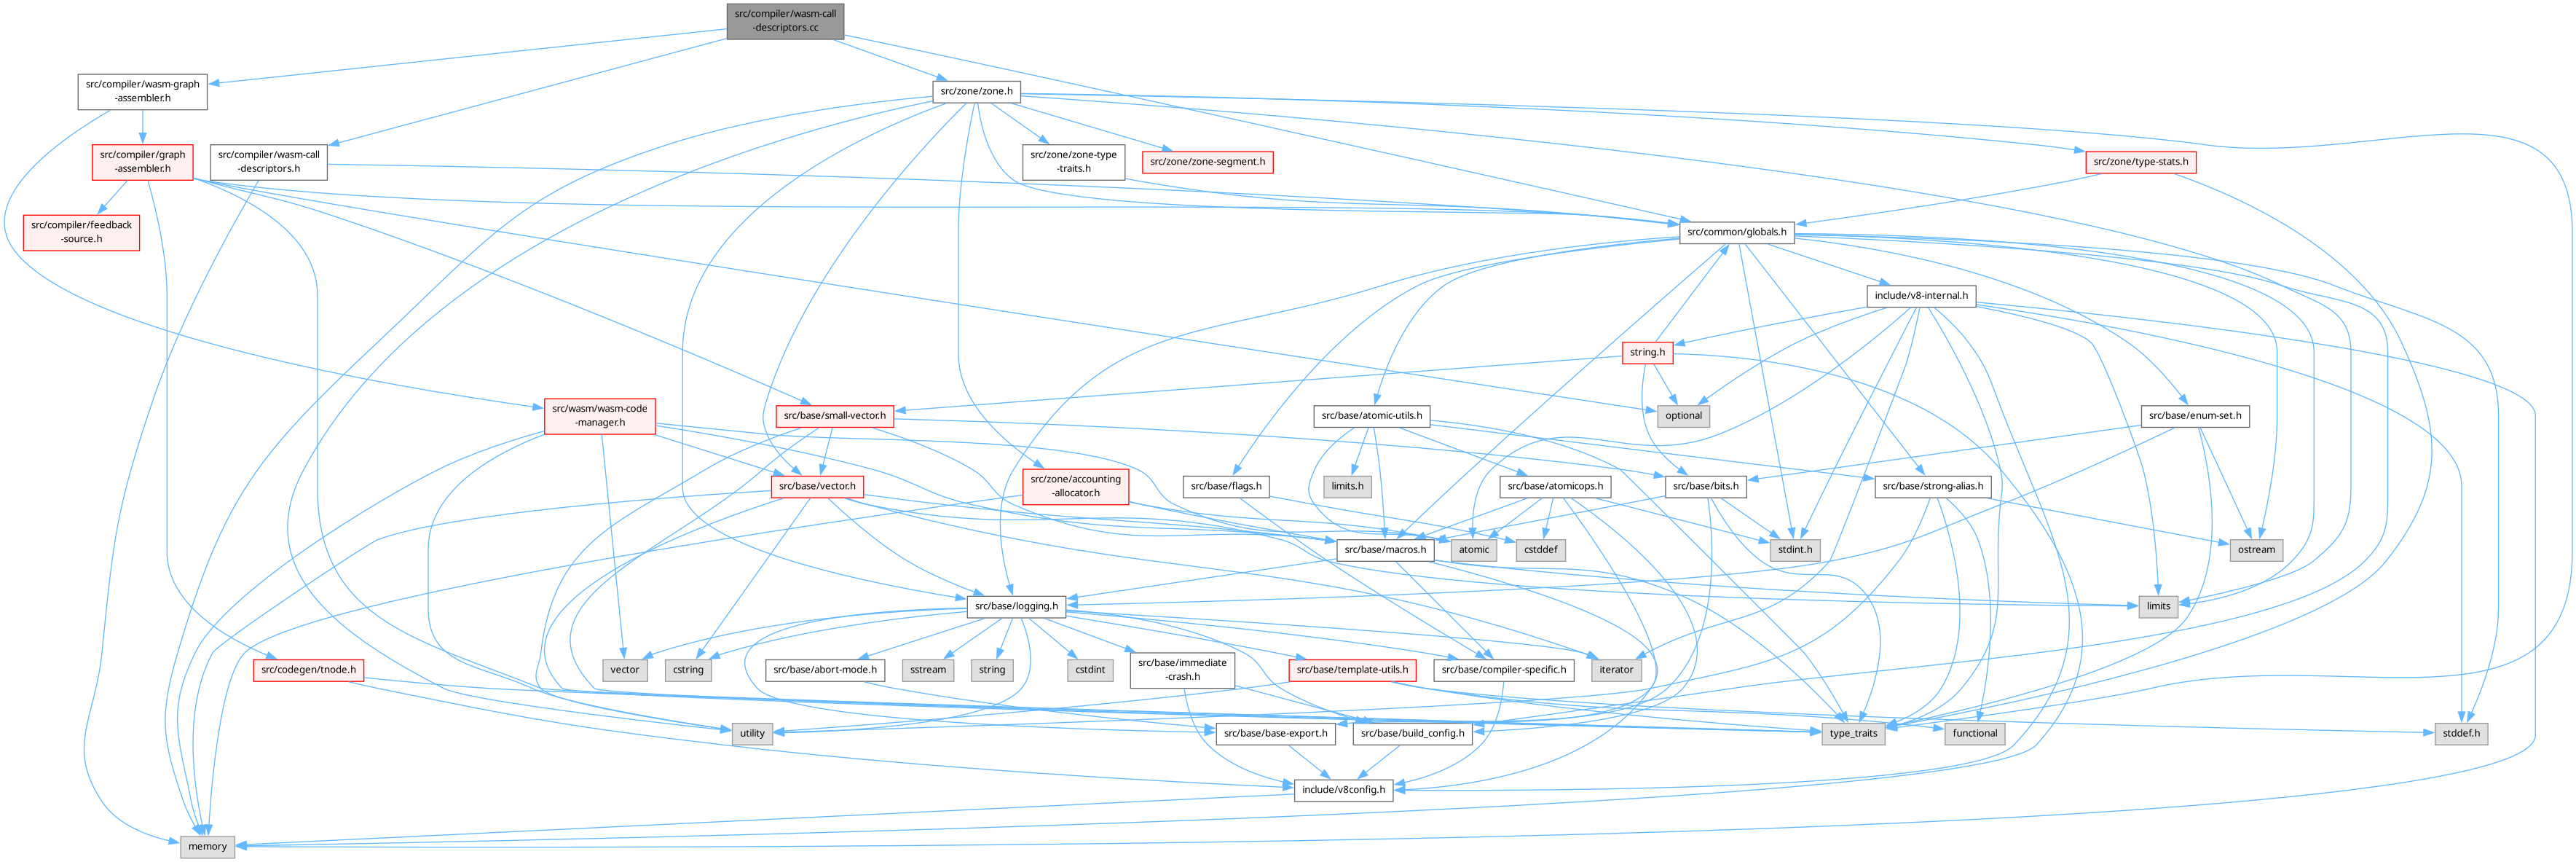 src/compiler/wasm-call
-descriptors.cc
src/compiler/wasm-graph
-assembler.h
src/zone/zone.h
src/compiler/graph
-assembler.h
src/compiler/wasm-call
-descriptors.h
src/zone/zone-type
-traits.h
src/zone/zone-segment.h
src/zone/type-stats.h
src/compiler/feedback
-source.h
src/common/globals.h
include/v8-internal.h
string.h
src/wasm/wasm-code
-manager.h
src/base/small-vector.h
src/base/atomic-utils.h
optional
src/base/enum-set.h
src/base/vector.h
src/zone/accounting
-allocator.h
src/base/flags.h
limits.h
src/base/atomicops.h
src/base/bits.h
src/base/strong-alias.h
src/base/macros.h
atomic
cstddef
stdint.h
ostream
src/base/logging.h
limits
src/codegen/tnode.h
vector
cstring
src/base/abort-mode.h
sstream
string
cstdint
src/base/immediate
-crash.h
src/base/template-utils.h
src/base/compiler-specific.h
iterator
utility
src/base/base-export.h
src/base/build_config.h
type_traits
functional
stddef.h
include/v8config.h
memory